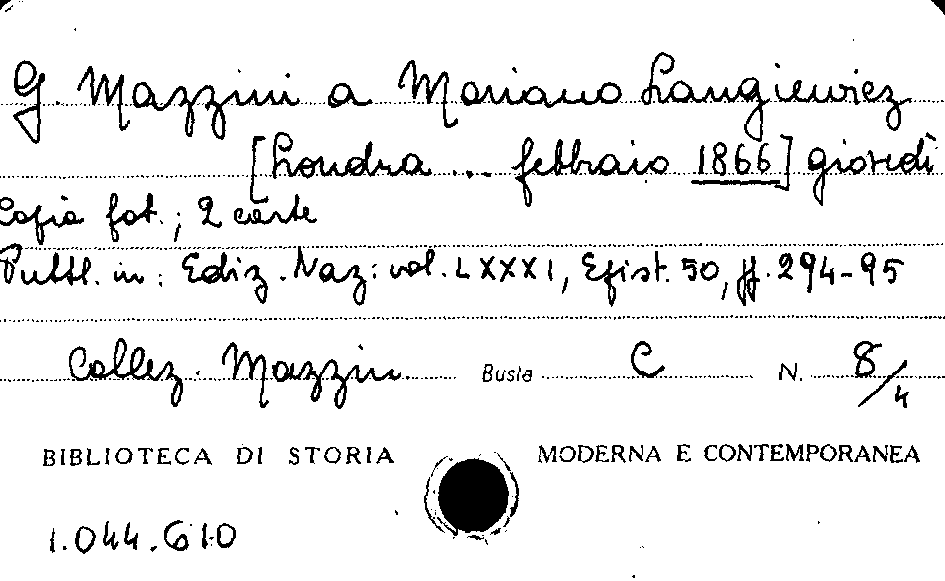 G. Mazzini a Mariano Langiewicz
[Londra ... febbraio 1866] giovedì
Copia fot.; 2 carte
Pubbl. in: Ediz. Naz: vol. LXXXI, Epist. 50, pp. 294-95
Collez. Mazzini Busta C N. 8/4
BIBLIOTECA DI STORIA MODERNA E CONTEMPORANEA
1.044.610